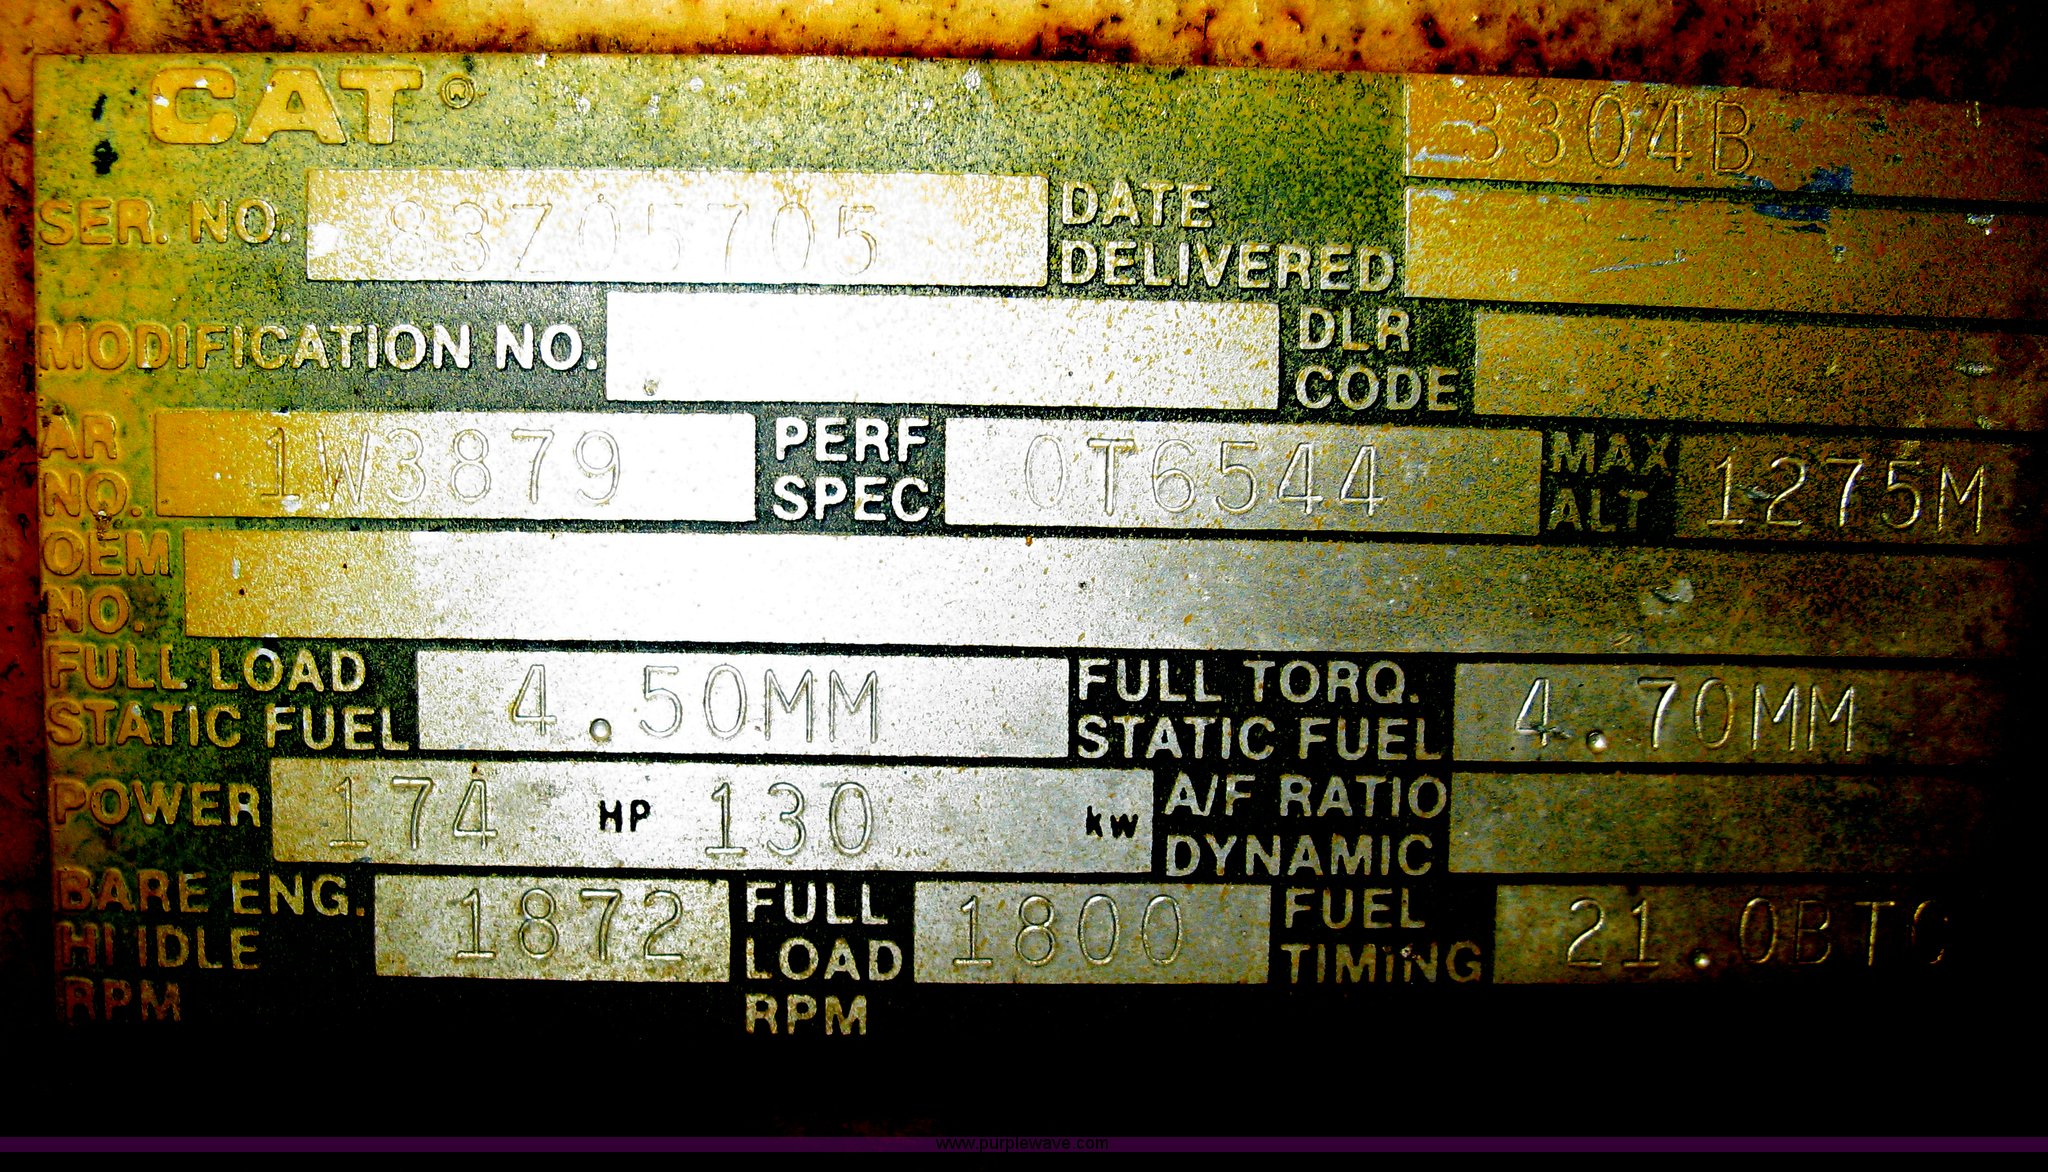 CAT®
3304B
SER. NO. 83Z05705 DATE DELIVERED
MODIFICATION NO. DLR CODE
AR NO. 1W3879 PERF SPEC 0T6544 MAX ALT 1275M
OEM NO.
FULL LOAD STATIC FUEL 4.50MM FULL TORQ. STATIC FUEL 4.70MM
POWER 174 HP 130 kW A/F RATIO DYNAMIC
BARE ENG. HI IDLE RPM 1872 FULL LOAD RPM 1800 FUEL TIMING 21.0BTC
www.purplewave.com